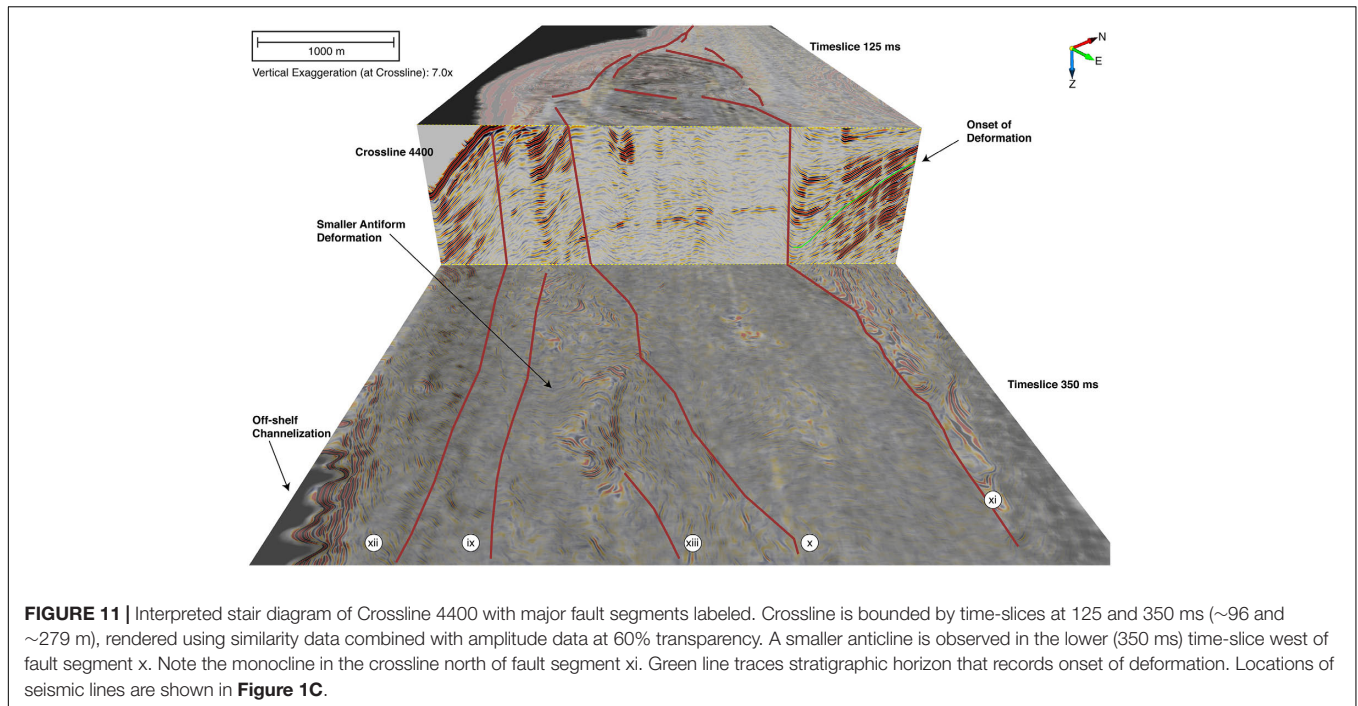 1000 m
Vertical Exaggeration (at Crossline): 7.0x
Timeslice 125 ms
N
E
Z
Onset of
Deformation
Crossline 4400
Smaller Antiform
Deformation
Timeslice 350 ms
Off-shelf
Channelization
xi
xii
ix
xiii
x
FIGURE 11 | Interpreted stair diagram of Crossline 4400 with major fault segments labeled. Crossline is bounded by time-slices at 125 and 350 ms (∼96 and
∼279 m), rendered using similarity data combined with amplitude data at 60% transparency. A smaller anticline is observed in the lower (350 ms) time-slice west of
fault segment x. Note the monocline in the crossline north of fault segment xi. Green line traces stratigraphic horizon that records onset of deformation. Locations of
seismic lines are shown in Figure 1C.